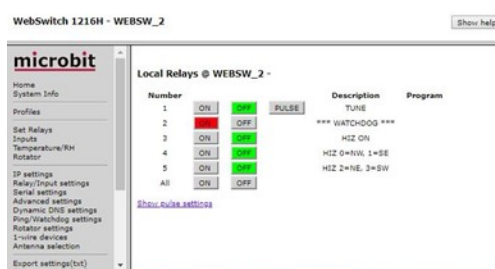 WebSwitch 1216H - WEBSW_2
Show help
microbit
Home
System Info
Profiles
Set Relays
Inputs
Temperature/RH
Rotator
IP settings
Relay/Input settings
Serial settings
Advanced settings
Dynamic DNS settings
Ping/Watchdog settings
Rotator settings
1-wire devices
Antenna selection
Export settings(txt)
Local Relays @ WEBSW_2 -
Number Description Program
1 ON OFF PULSE TUNE
2 ON OFF *** WATCHDOG ***
3 ON OFF HIZ ON
4 ON OFF HIZ 0=NW, 1=SE
5 ON OFF HIZ 2=NE, 3=SW
All ON OFF
Show pulse settings